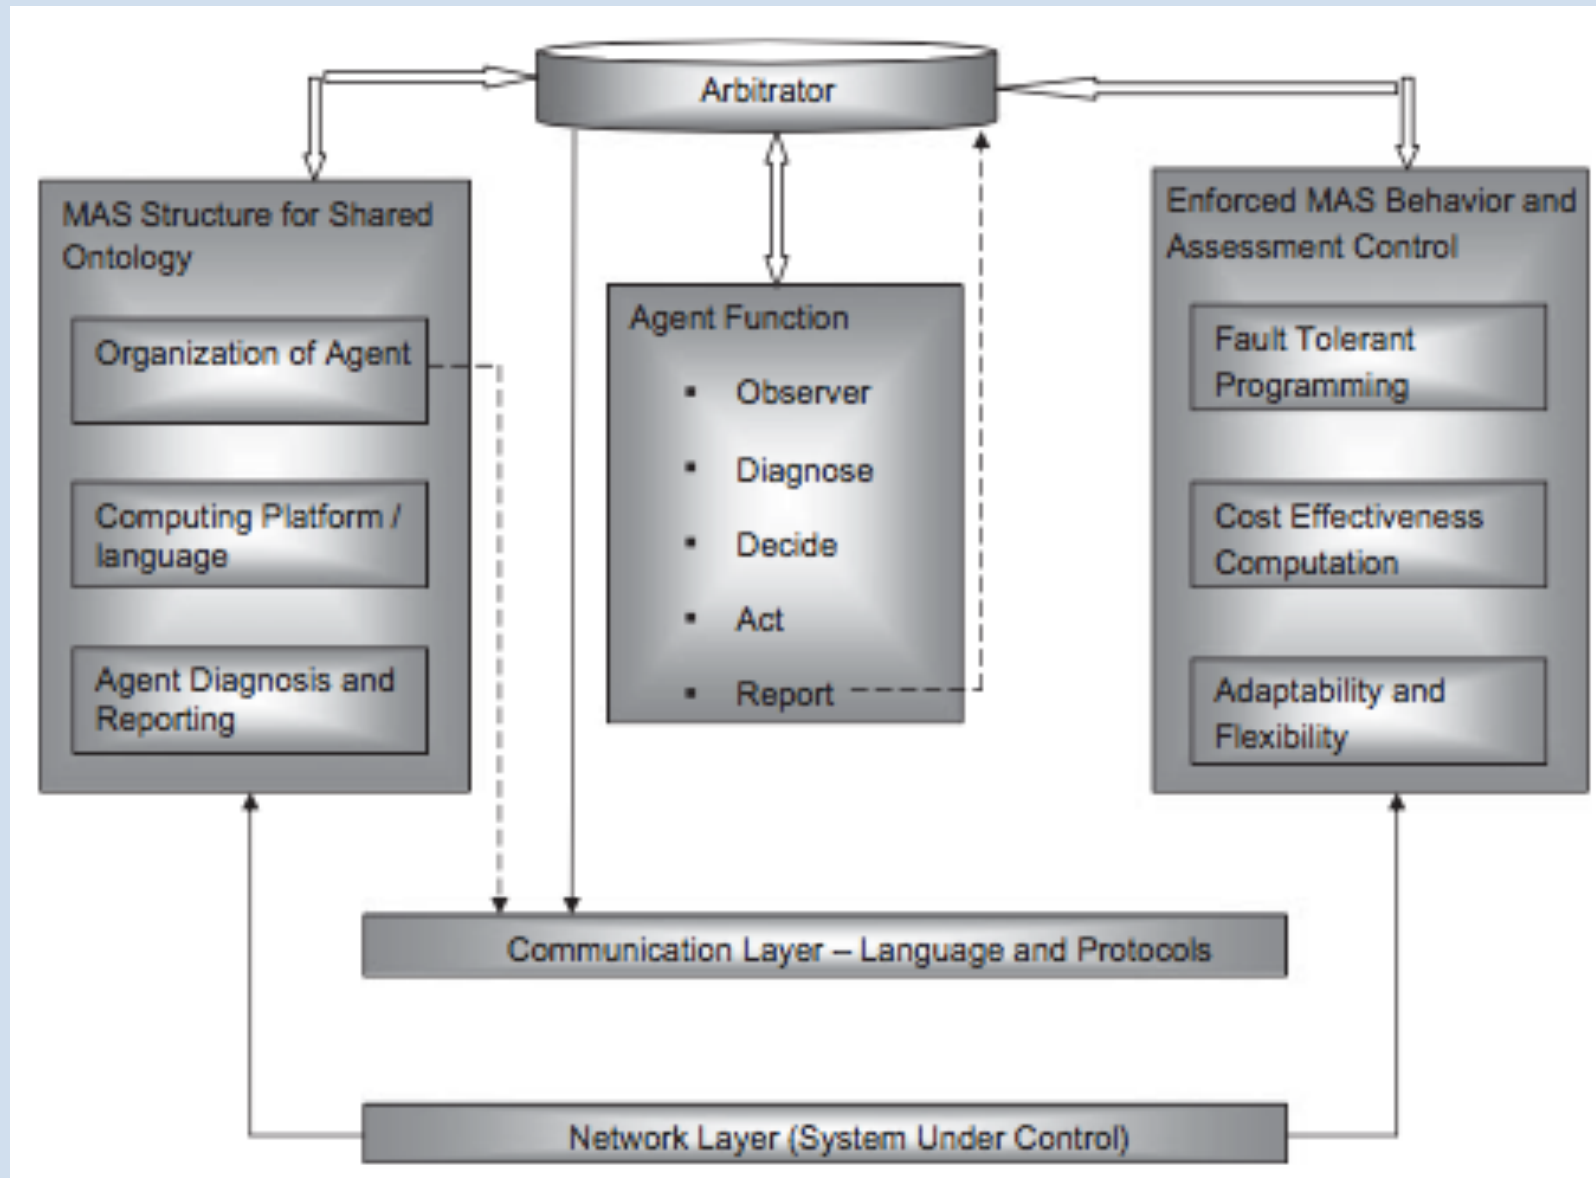 Arbitrator
MAS Structure for Shared
Ontology
Organization of Agent
Computing Platform /
language
Agent Diagnosis and
Reporting
Agent Function
▪ Observer
▪ Diagnose
▪ Decide
▪ Act
▪ Report
Enforced MAS Behavior and
Assessment Control
Fault Tolerant
Programming
Cost Effectiveness
Computation
Adaptability and
Flexibility
Communication Layer – Language and Protocols
Network Layer (System Under Control)